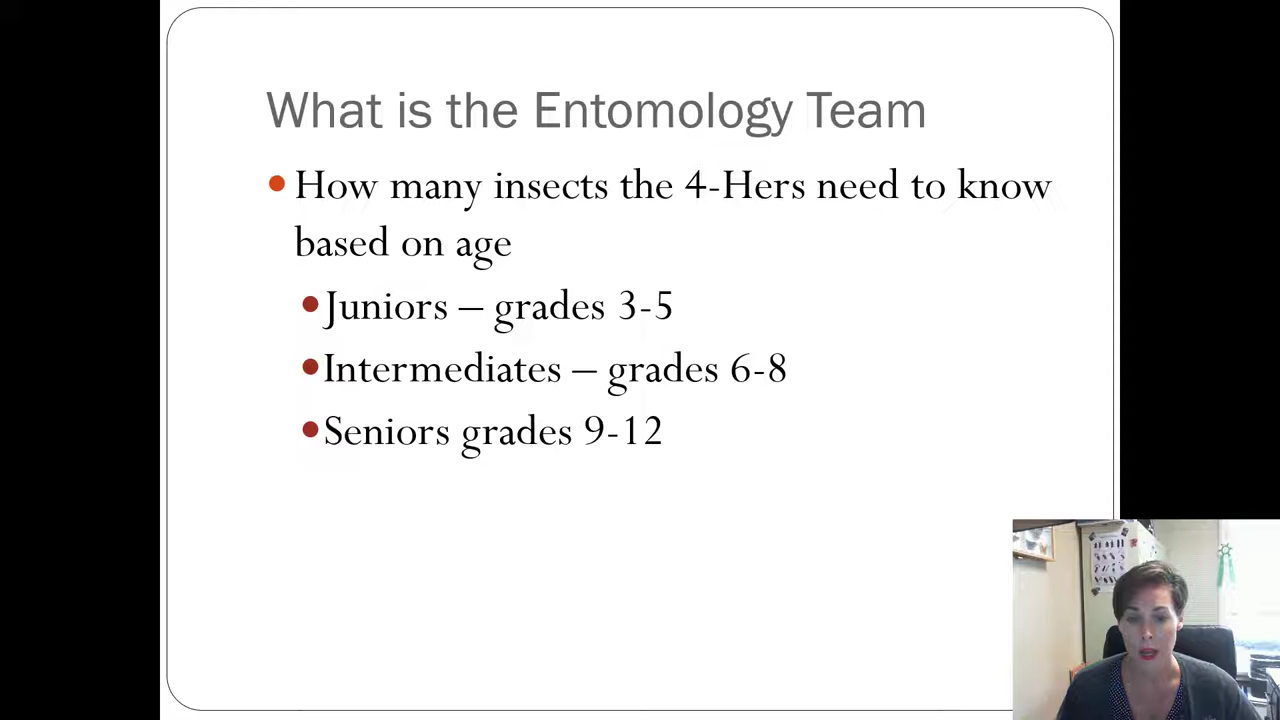 What is the Entomology Team
How many insects the 4-Hers need to know
based on age
Juniors – grades 3-5
Intermediates – grades 6-8
Seniors grades 9-12